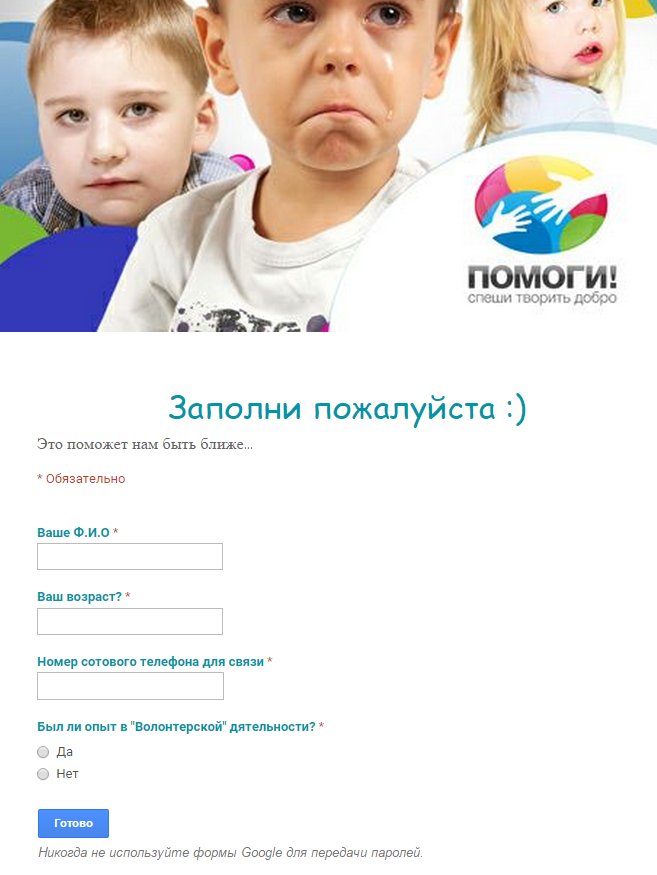 ПОМОГИ!
спеши творить добро
Заполни пожалуйста :)
Это поможет нам быть ближе...
* Обязательно
Ваше Ф.И.О *
Ваш возраст? *
Номер сотового телефона для связи *
Был ли опыт в "Волонтерской" дятельности? *
Да
Нет
Готово
Никогда не используйте формы Google для передачи паролей.